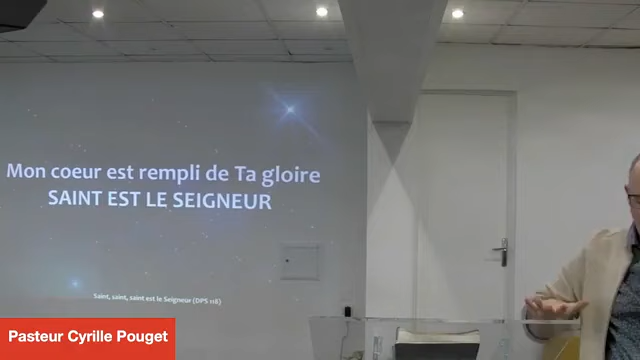 Mon coeur est rempli de Ta gloire
SAINT EST LE SEIGNEUR
Saint, saint, saint est le Seigneur (DPS 118)
Pasteur Cyrille Pouget